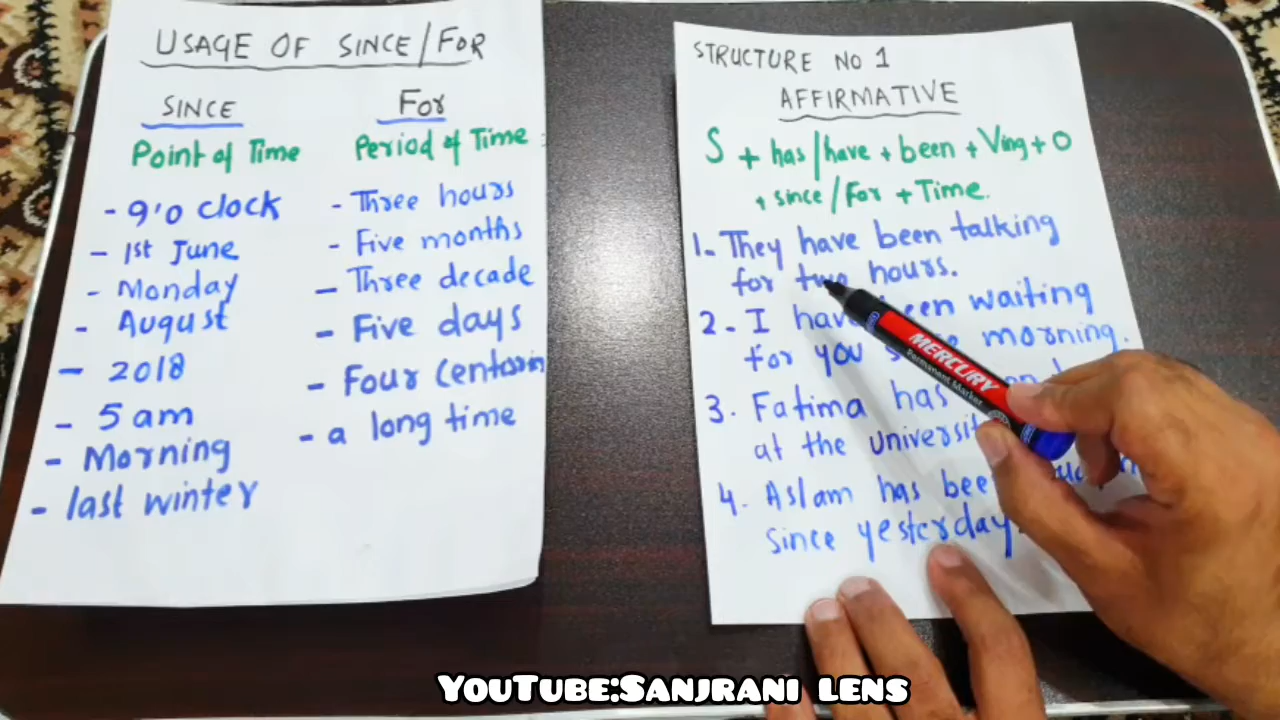 USAGE OF SINCE/FOR
SINCE
Point of Time
- 9'o clock
- 1st June
- Monday
- August
- 2018
- 5 am
- Morning
- last winter
For
Period of Time :
- Three hours
- Five months
- Three decade
- Five days
- Four
- a long time
STRUCTURE NO 1
AFFIRMATIVE
S + has/have + been + Ving + O
+ since/For + Time.
1. They have been talking
for two hours.
2. I have been waiting
for you morning.
3. Fatima has
at the
4. Aslam has
since yesterday
MERCURY
Permanent Marker
YOUTUBE:SANJRANI LENS